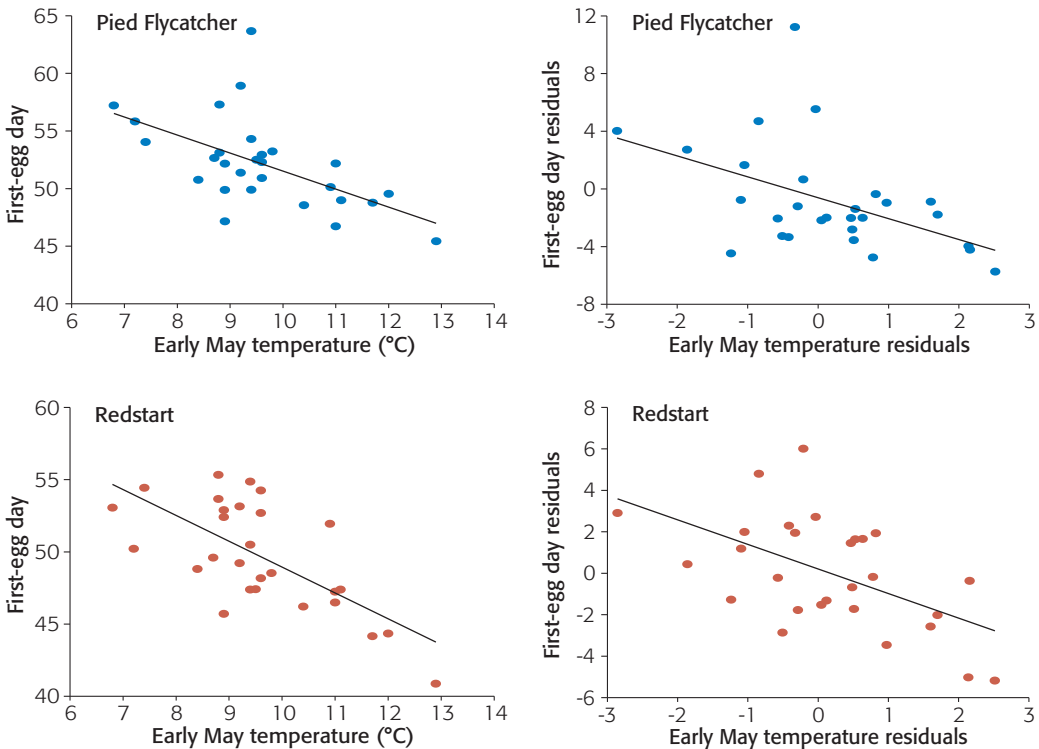 Pied Flycatcher
65
60
55
50
45
40
First-egg day
6 7 8 9 10 11 12 13 14
Early May temperature (°C)
Pied Flycatcher
12
8
4
0
-4
-8
First-egg day residuals
-3 -2 -1 0 1 2 3
Early May temperature residuals
Redstart
60
55
50
45
40
First-egg day
6 7 8 9 10 11 12 13 14
Early May temperature (°C)
Redstart
8
6
4
2
0
-2
-4
-6
First-egg day residuals
-3 -2 -1 0 1 2 3
Early May temperature residuals